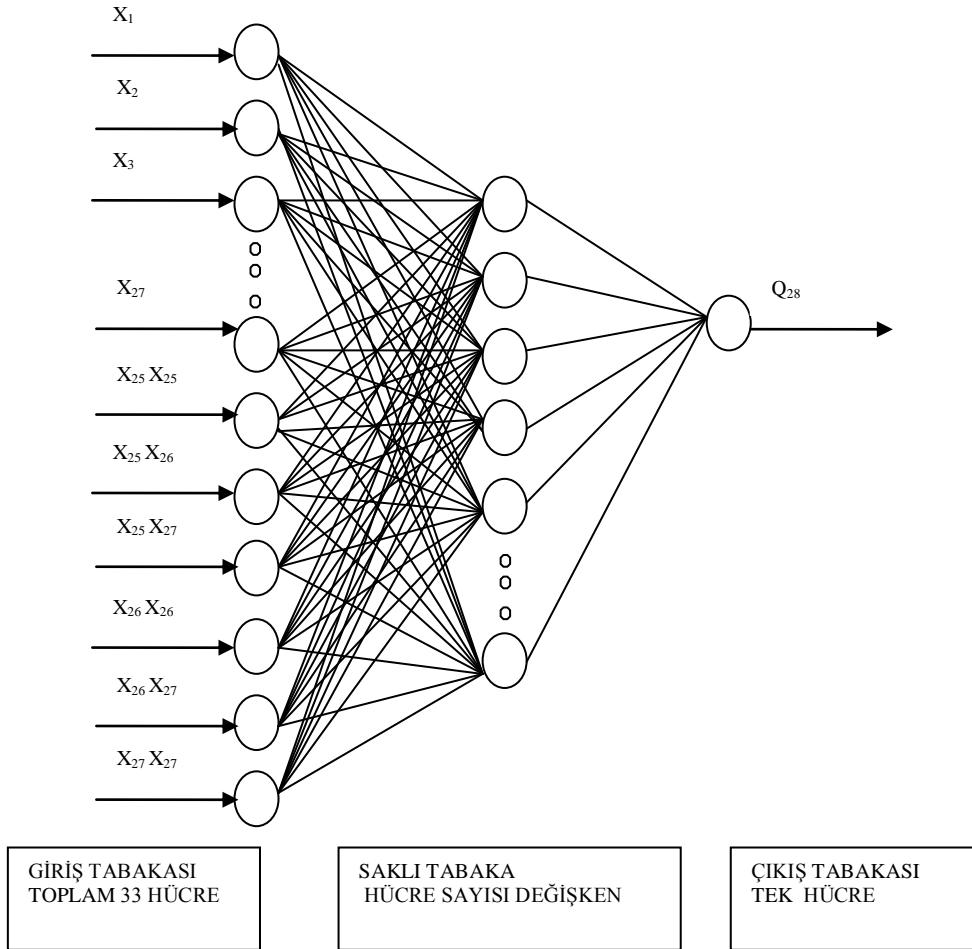 X₁
X₂
X₃
X₂₇
X₂₅ X₂₅
X₂₅ X₂₆
X₂₅ X₂₇
X₂₆ X₂₆
X₂₆ X₂₇
X₂₇ X₂₇
Q₂₈
GİRİŞ TABAKASI
TOPLAM 33 HÜCRE
SAKLI TABAKA
HÜCRE SAYISI DEĞİŞKEN
ÇIKIŞ TABAKASI
TEK HÜCRE